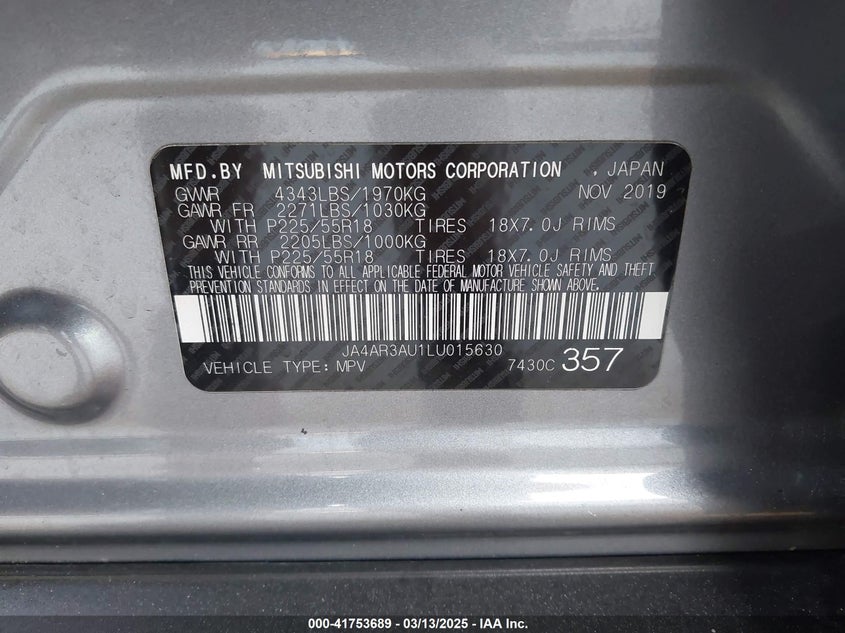 MFD.BY MITSUBISHI MOTORS CORPORATION , JAPAN
GVWR 4343LBS/1970KG NOV 2019
GAWR FR 2271LBS/1030KG
WITH P225/55R18 TIRES 18X7.0J RIMS
GAWR RR 2205LBS/1000KG
WITH P225/55R18 TIRES 18X7.0J RIMS
THIS VEHICLE CONFORMS TO ALL APPLICABLE FEDERAL MOTOR VEHICLE SAFETY AND THEFT
PREVENTION STANDARDS IN EFFECT ON THE DATE OF MANUFACTURE SHOWN ABOVE.
JA4AR3AU1LU015630
VEHICLE TYPE: MPV 7430C 357
000-41753689 - 03/13/2025 - IAA Inc.